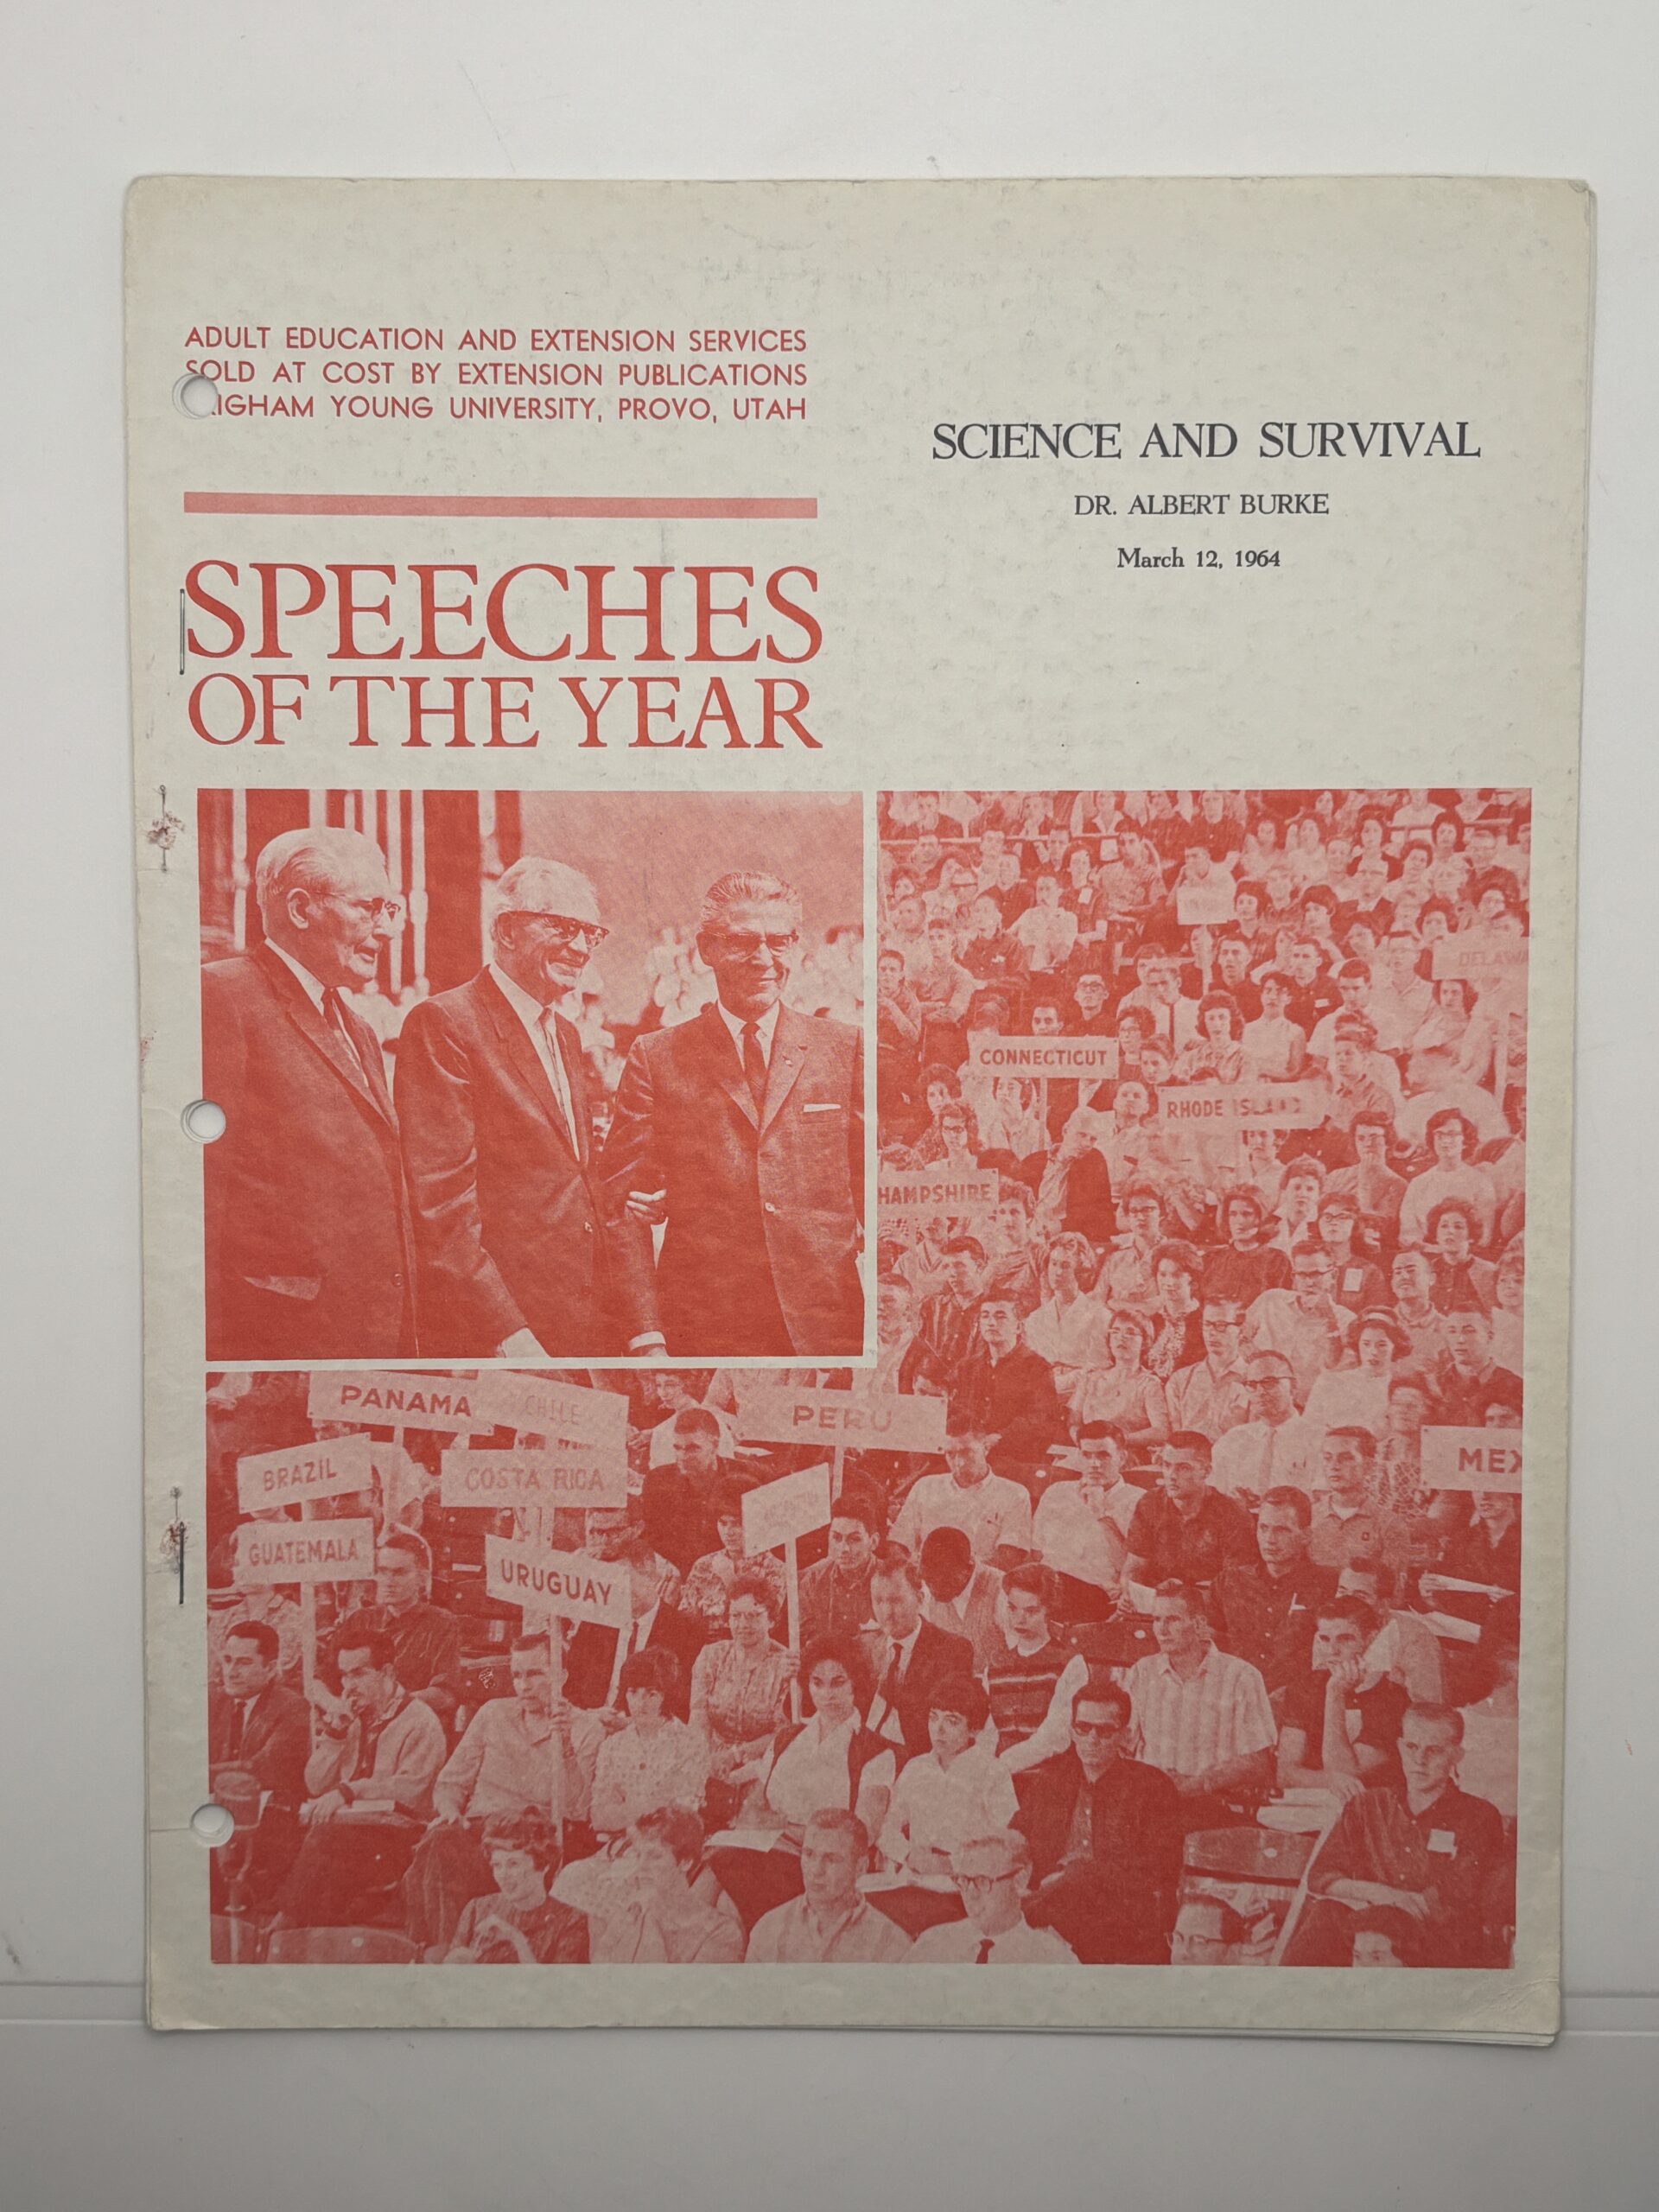 ADULT EDUCATION AND EXTENSION SERVICES
SOLD AT COST BY EXTENSION PUBLICATIONS
RIGHAM YOUNG UNIVERSITY, PROVO, UTAH
SPEECHES
OF THE YEAR
SCIENCE AND SURVIVAL
DR. ALBERT BURKE
March 12, 1964
DELAWA
CONNECTICUT
RHODE ISLAND
HAMPSHIRE
PANAMA
CHILE
PERU
BRAZIL
COSTA RICA
MEX
GUATEMALA
URUGUAY